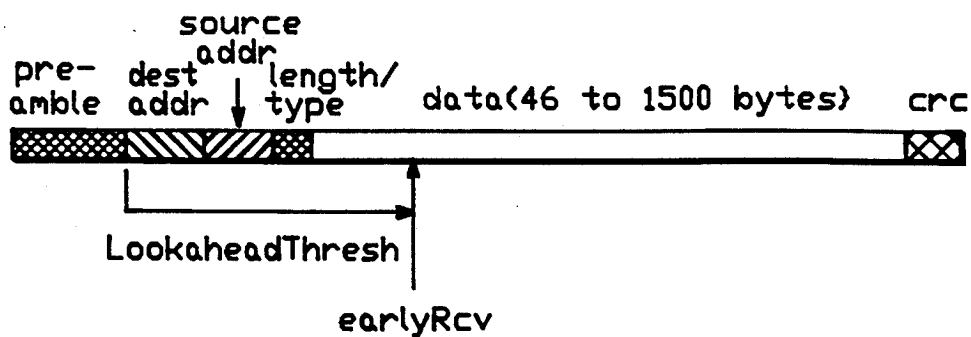 source
addr
pre-
amble
dest
addr
length/
type
data(46 to 1500 bytes)
crc
LookaheadThresh
earlyRcv